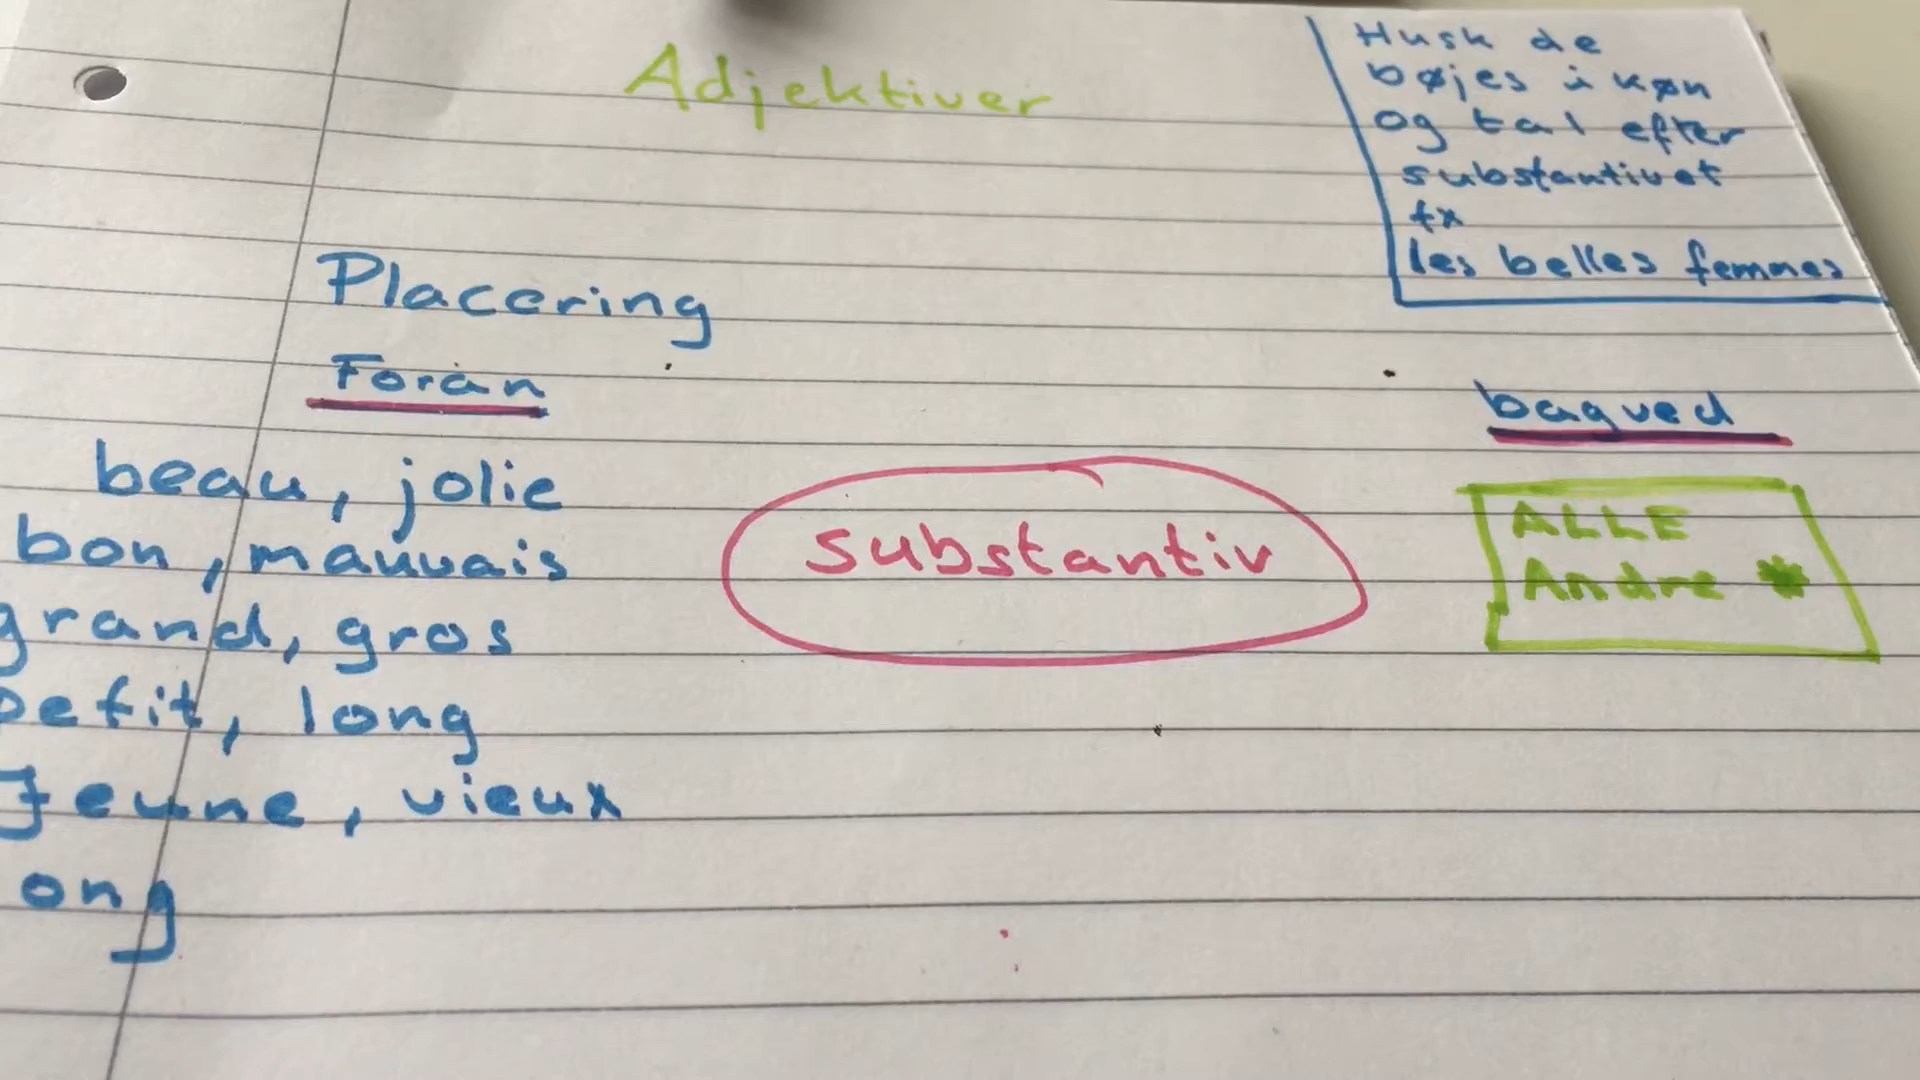 Adjektiver
Husk de
bøjes i køn
og tal efter
substantivet
fx
les belles femmes
Placering
Foran
bagved
beau, jolie
bon, mauvais
grand, gros
petit, long
Jeune, vieux
ong
substantiv
ALLE
Andre *